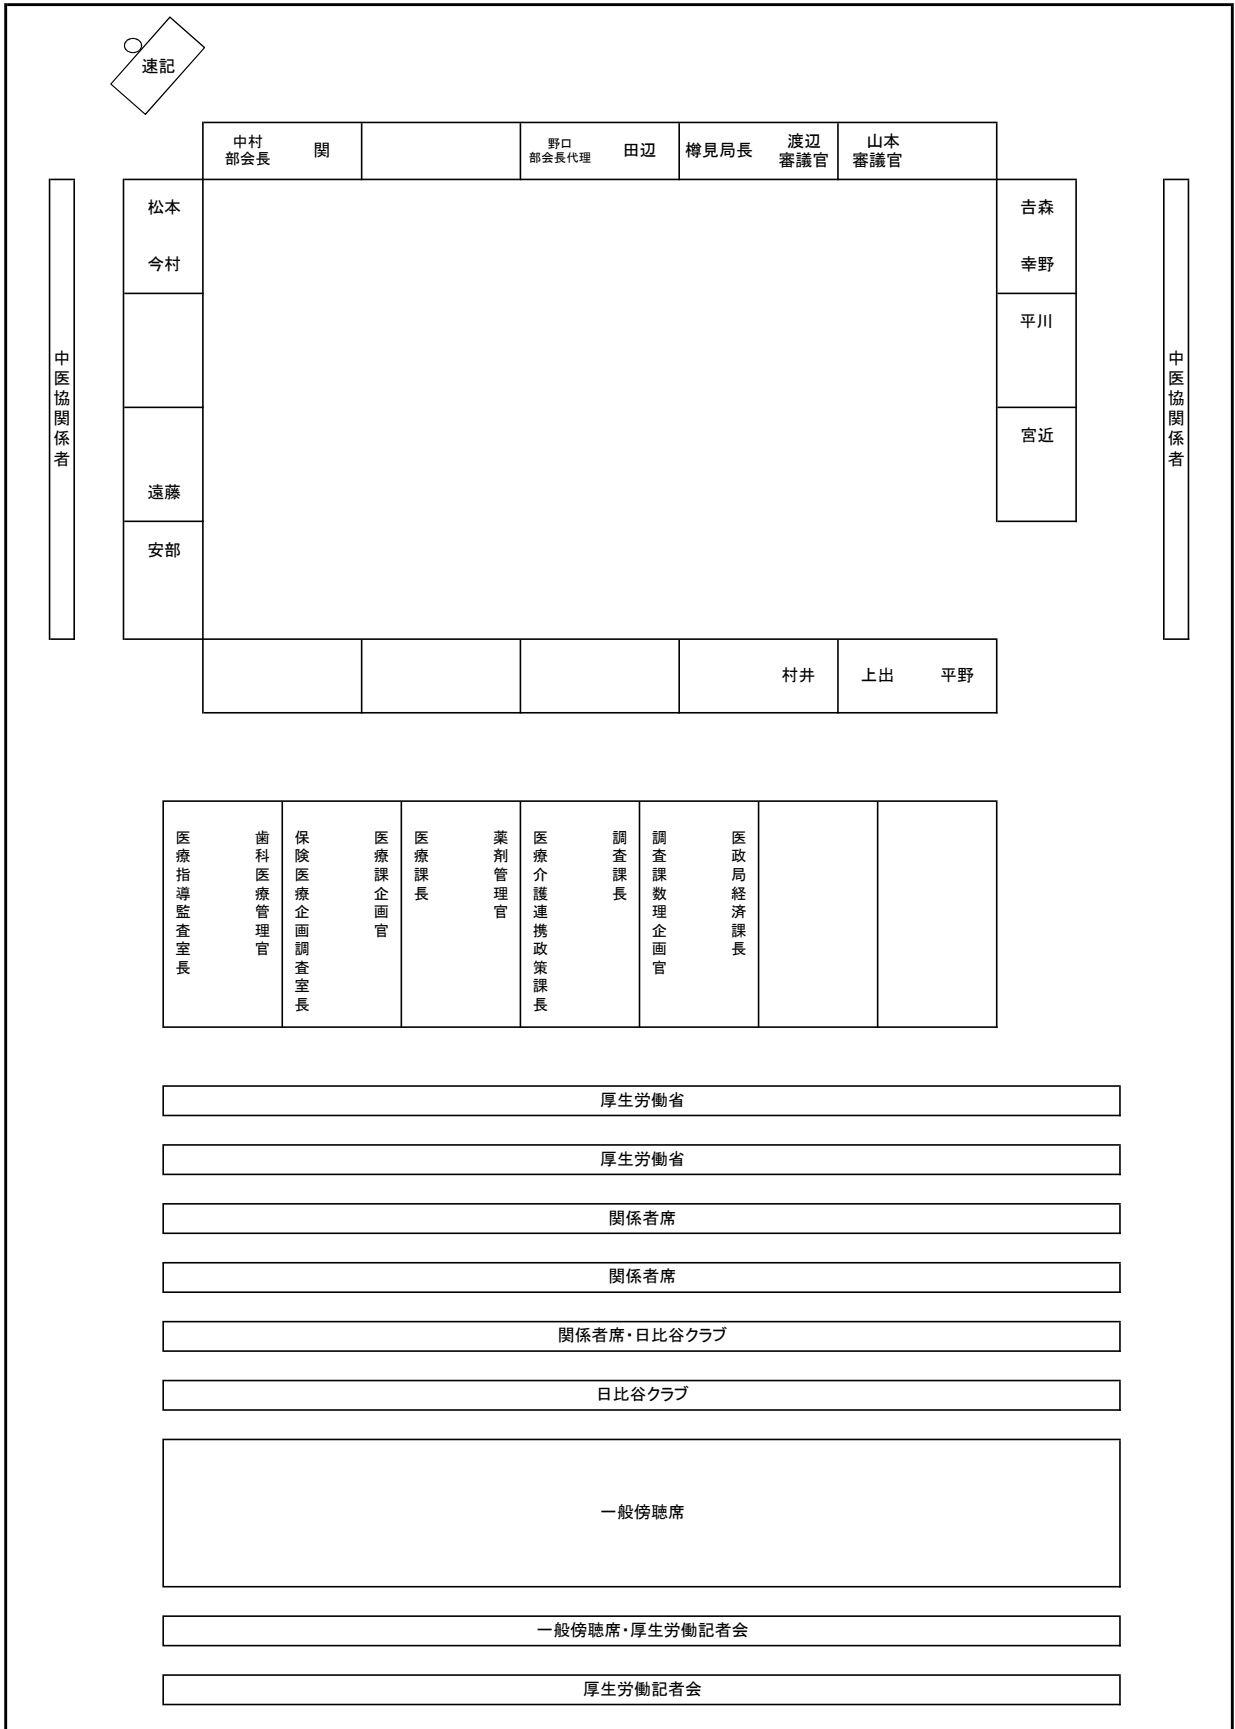 速記
中村
部会長
関
野口
部会長代理
田辺
樽見局長
渡辺
審議官
山本
審議官
松本
今村
遠藤
安部
吉森
幸野
平川
宮近
中医協関係者
中医協関係者
村井
上出
平野
医療指導監査室長
歯科医療管理官
保険医療企画調査室長
医療課企画官
医療課長
薬剤管理官
医療介護連携政策課長
調査課長
調査課数理企画官
医政局経済課長
厚生労働省
厚生労働省
関係者席
関係者席
関係者席・日比谷クラブ
日比谷クラブ
一般傍聴席
一般傍聴席・厚生労働記者会
厚生労働記者会